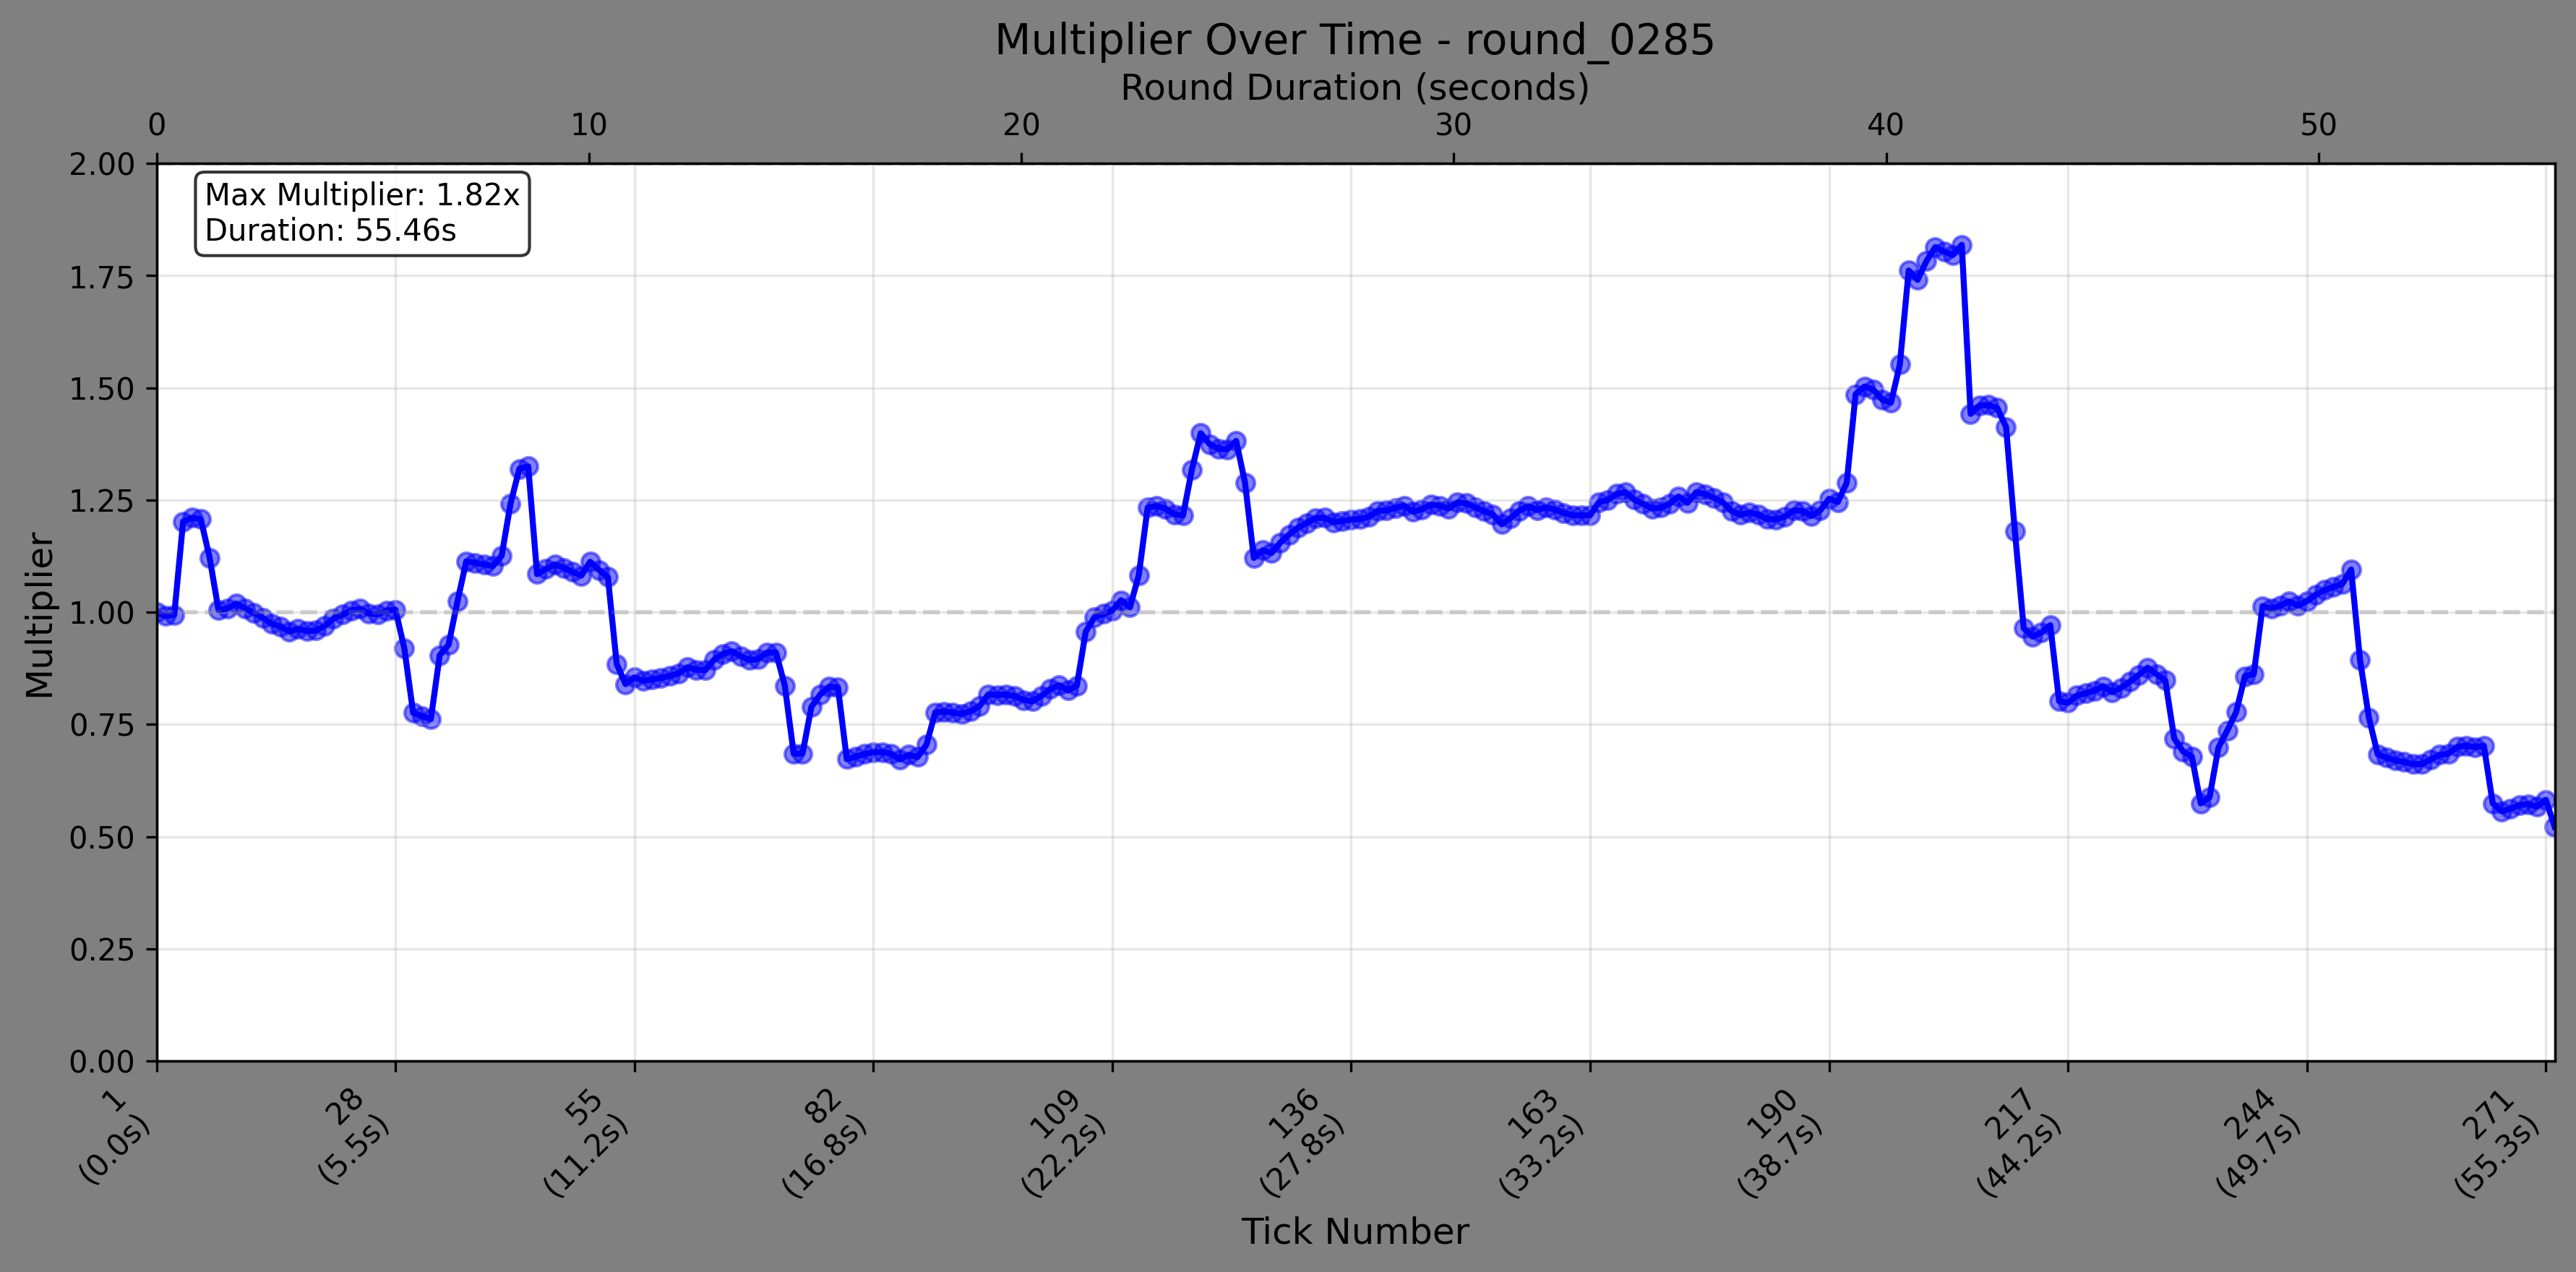 Multiplier Over Time - round_0285
Round Duration (seconds)
0 10 20 30 40 50
Max Multiplier: 1.82x
Duration: 55.46s
2.00
1.75
1.50
1.25
1.00
0.75
0.50
0.25
0.00
Multiplier
1
(0.0s)
28
(5.5s)
55
(11.2s)
82
(16.8s)
109
(22.2s)
136
(27.8s)
163
(33.2s)
190
(38.7s)
217
(44.2s)
244
(49.7s)
271
(55.3s)
Tick Number